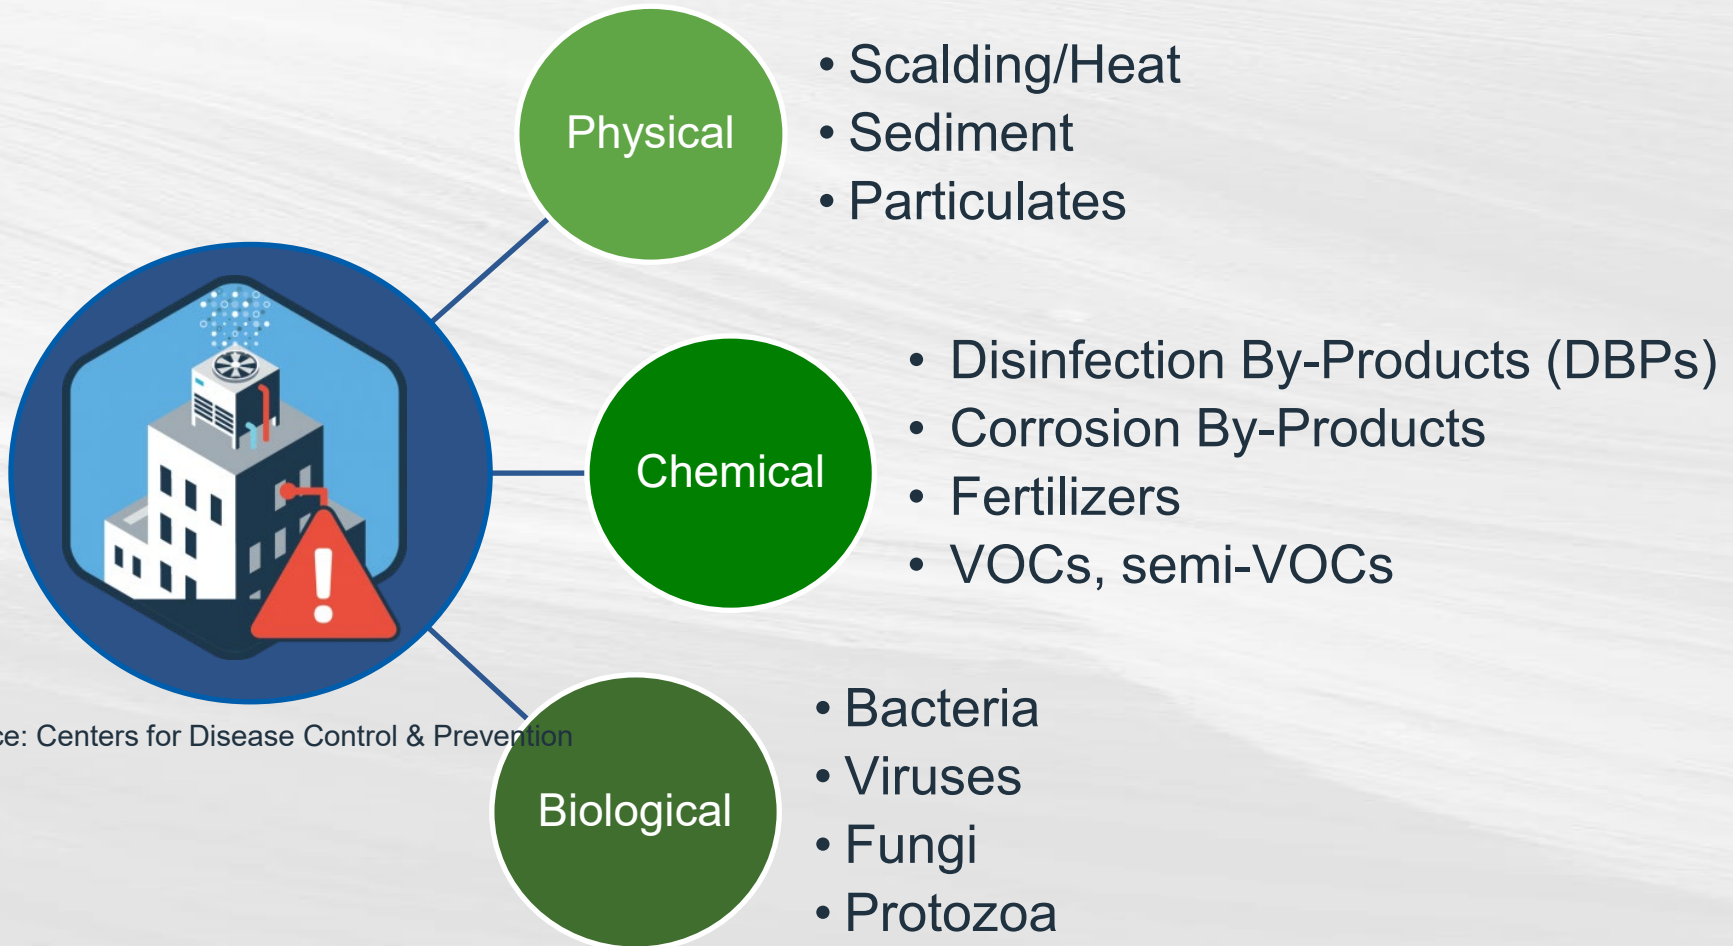 Physical
• Scalding/Heat
• Sediment
• Particulates
Chemical
• Disinfection By-Products (DBPs)
• Corrosion By-Products
• Fertilizers
• VOCs, semi-VOCs
: Centers for Disease Control & Prevention
Biological
• Bacteria
• Viruses
• Fungi
• Protozoa